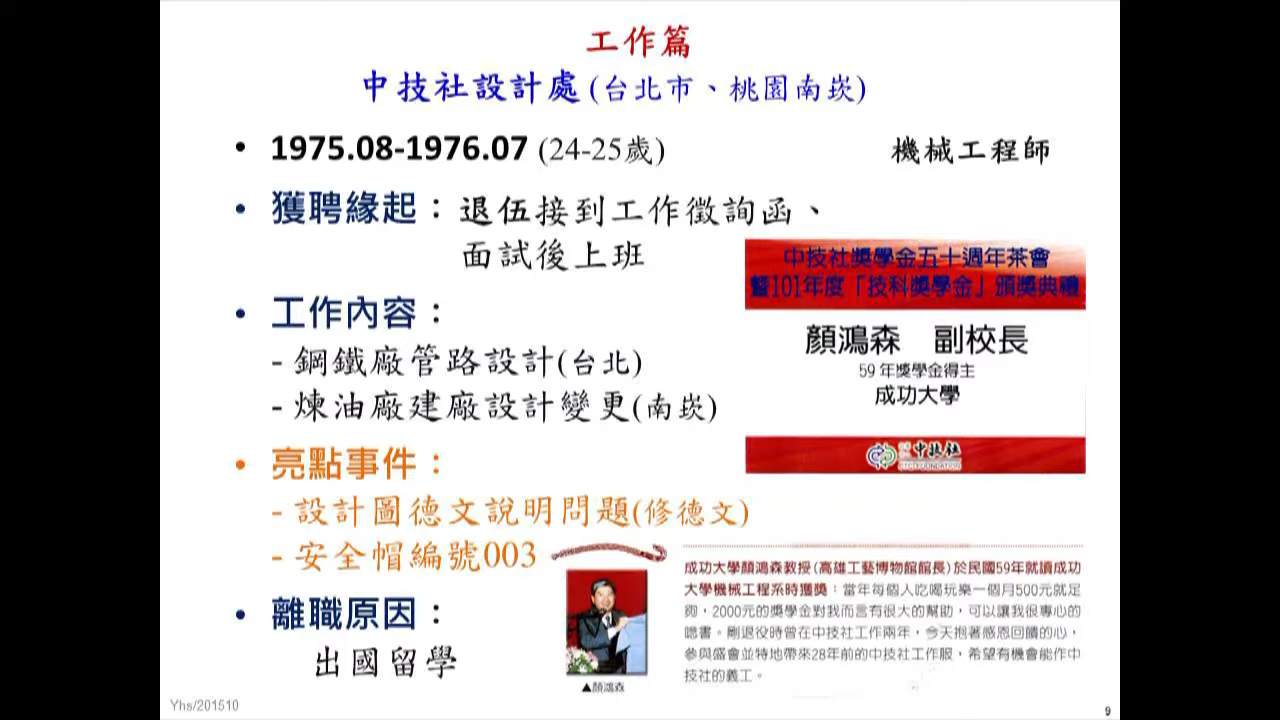 工作篇
中技社設計處 (台北市、桃園南崁)
• 1975.08-1976.07 (24-25歲) 機械工程師
• 獲聘緣起：退伍接到工作徵詢函、
面試後上班
中技社獎學金五十週年茶會
暨101年度「技科獎學金」頒獎典禮
顏鴻森 副校長
59年獎學金得主
成功大學
中技社
CTCI FOUNDATION
• 工作內容：
- 鋼鐵廠管路設計(台北)
- 煉油廠建廠設計變更(南崁)
• 亮點事件：
- 設計圖德文說明問題(修德文)
- 安全帽編號003
• 離職原因：
出國留學
▲顏鴻森
成功大學顏鴻森教授(高雄工藝博物館館長)於民國59年就讀成功
大學機械工程系時獲獎：當年每個人吃喝玩樂一個月500元就足
夠，2000元的獎學金對我而言有很大的幫助，可以讓我很專心的
唸書。剛退役時曾在中技社工作兩年，今天抱著感恩回饋的心，
參與盛會並特地帶來28年前的中技社工作服，希望有機會能作中
技社的義工。
Yhs/201510
9